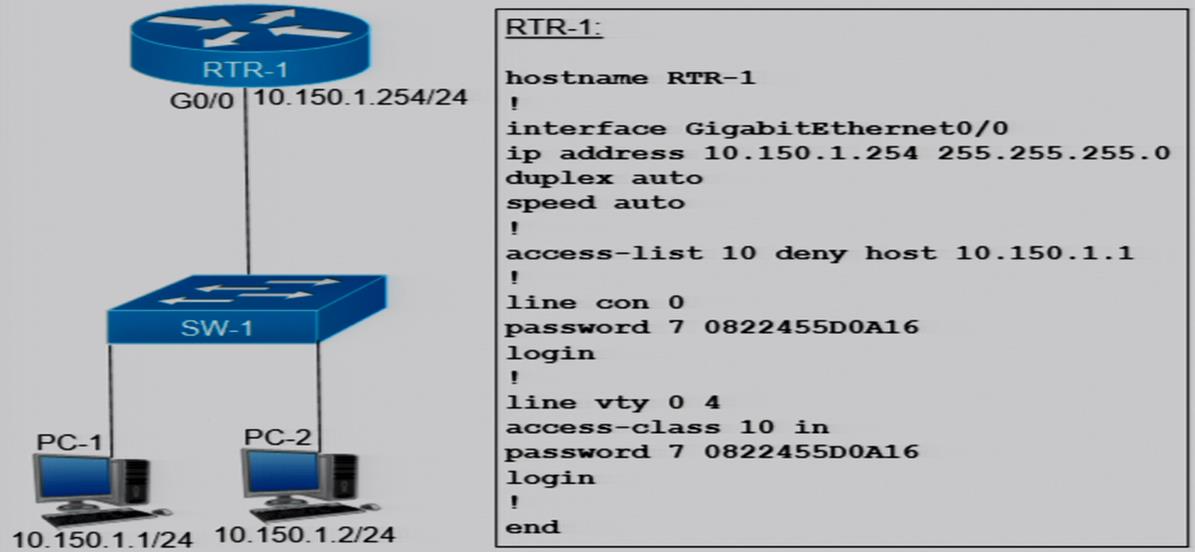 RTR-1
G0/0 10.150.1.254/24
SW-1
PC-1
PC-2
10.150.1.1/24
10.150.1.2/24
RTR-1:
hostname RTR-1
!
interface GigabitEthernet0/0
ip address 10.150.1.254 255.255.255.0
duplex auto
speed auto
!
access-list 10 deny host 10.150.1.1
!
line con 0
password 7 0822455D0A16
login
!
line vty 0 4
access-class 10 in
password 7 0822455D0A16
login
!
end